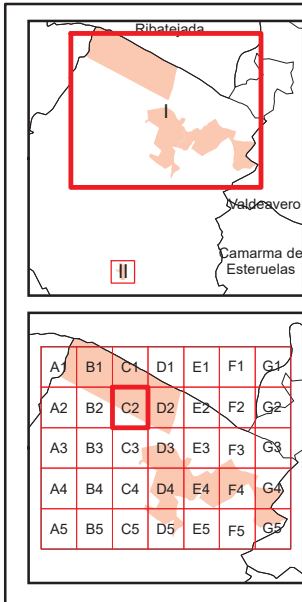 Ribatejada
I
Valdeavero
Camarma de
Esteruelas
II
A1 B1 C1 D1 E1 F1 G1
A2 B2 C2 D2 E2 F2 G2
A3 B3 C3 D3 E3 F3 G3
A4 B4 C4 D4 E4 F4 G4
A5 B5 C5 D5 E5 F5 G5